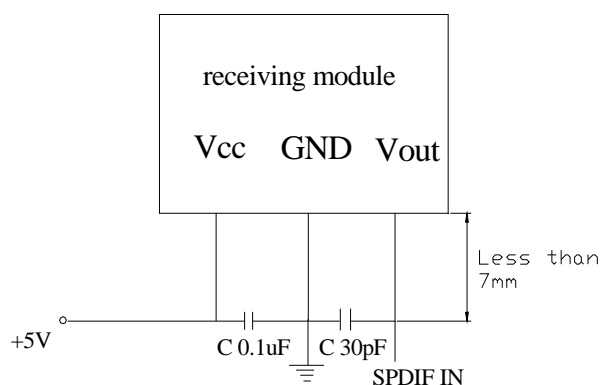 receiving module
Vcc GND Vout
Less than
7mm
+5V
C 0.1uF C 30pF
SPDIF IN